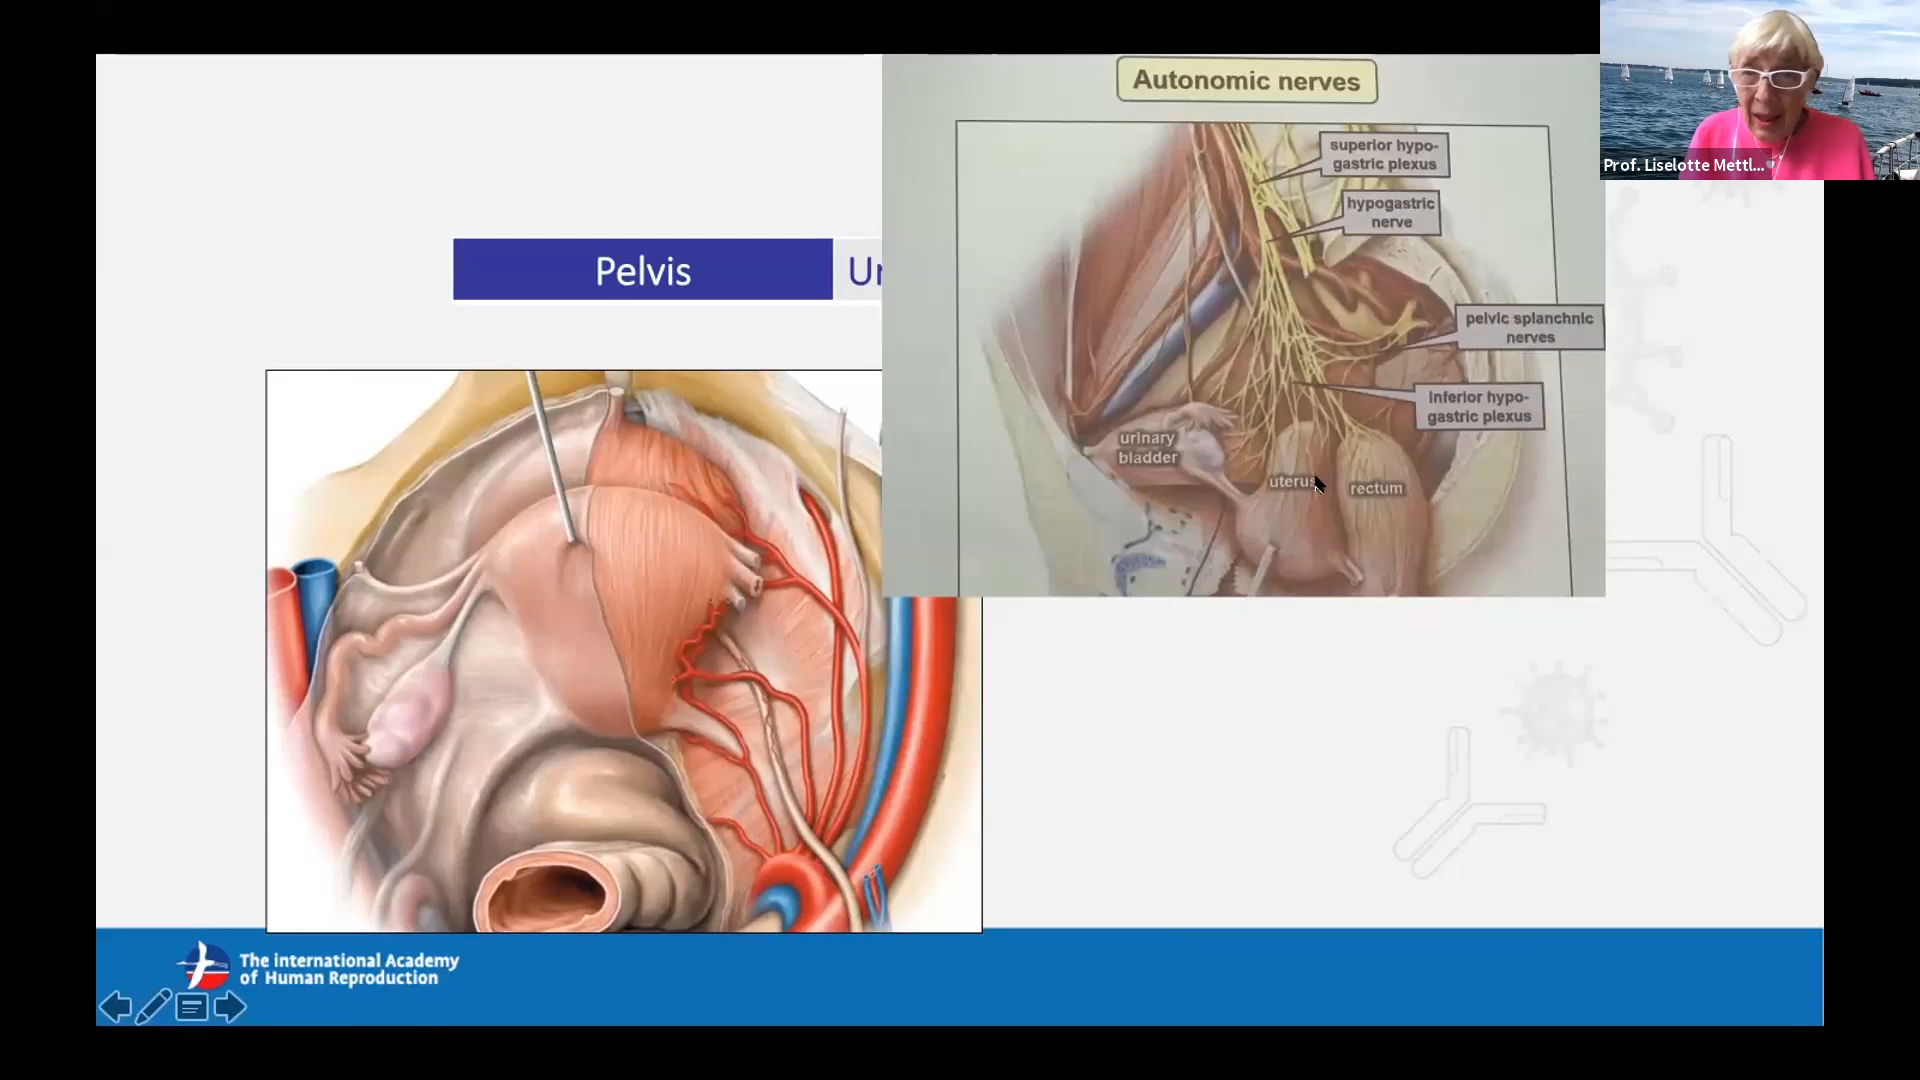 Autonomic nerves
superior hypo-
gastric plexus
hypogastric
nerve
pelvic splanchnic
nerves
inferior hypo-
gastric plexus
urinary
bladder
uterus
rectum
Prof. Liselotte Mettl...
Pelvis
Ur
The international Academy
of Human Reproduction